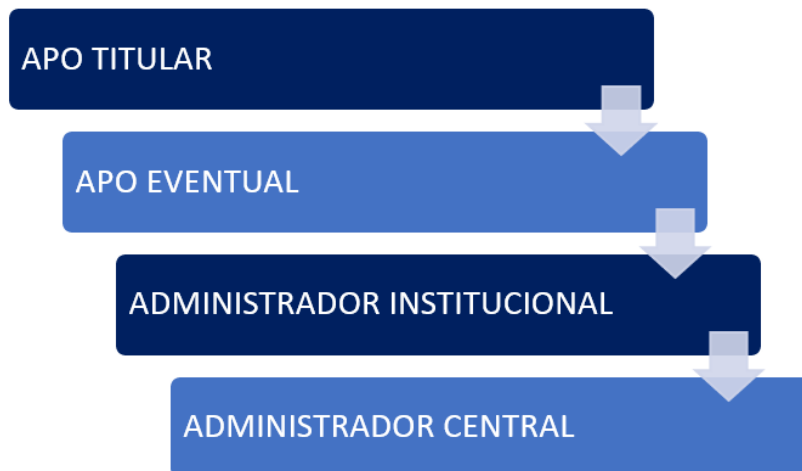 APO TITULAR
APO EVENTUAL
ADMINISTRADOR INSTITUCIONAL
ADMINISTRADOR CENTRAL